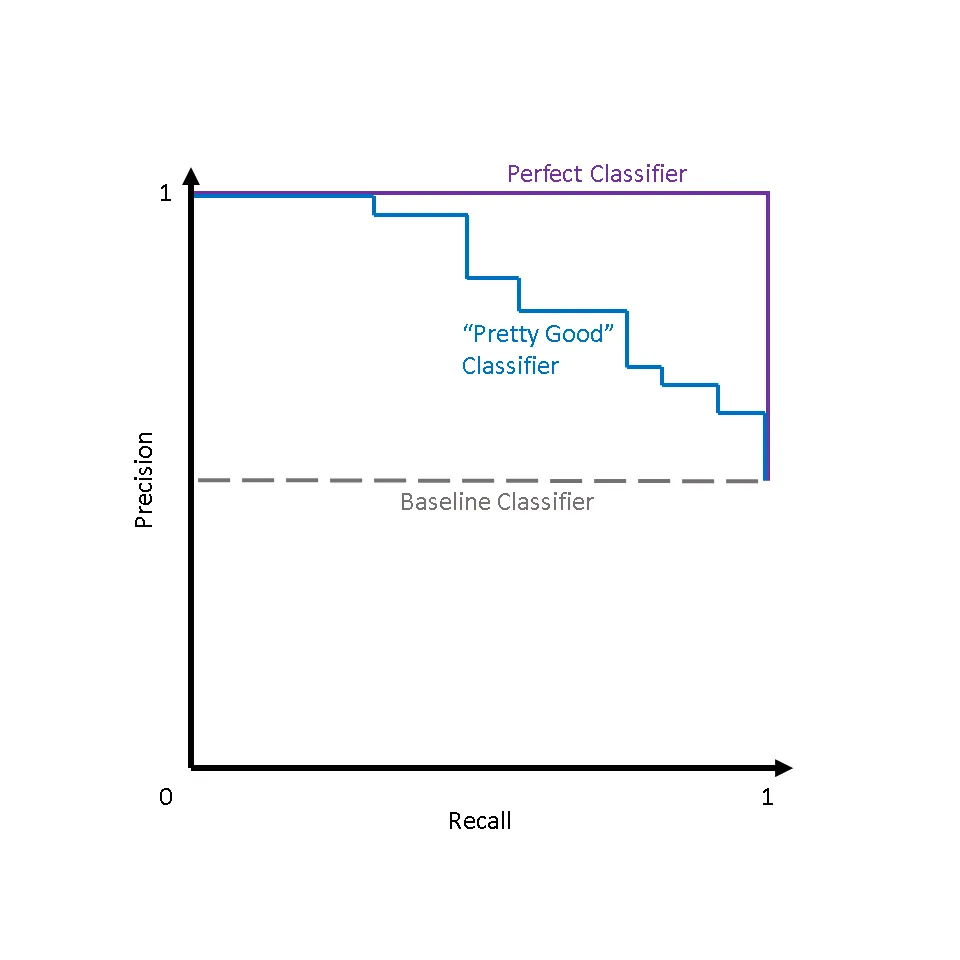 Perfect Classifier
1
“Pretty Good”
Classifier
Precision
Baseline Classifier
0
1
Recall